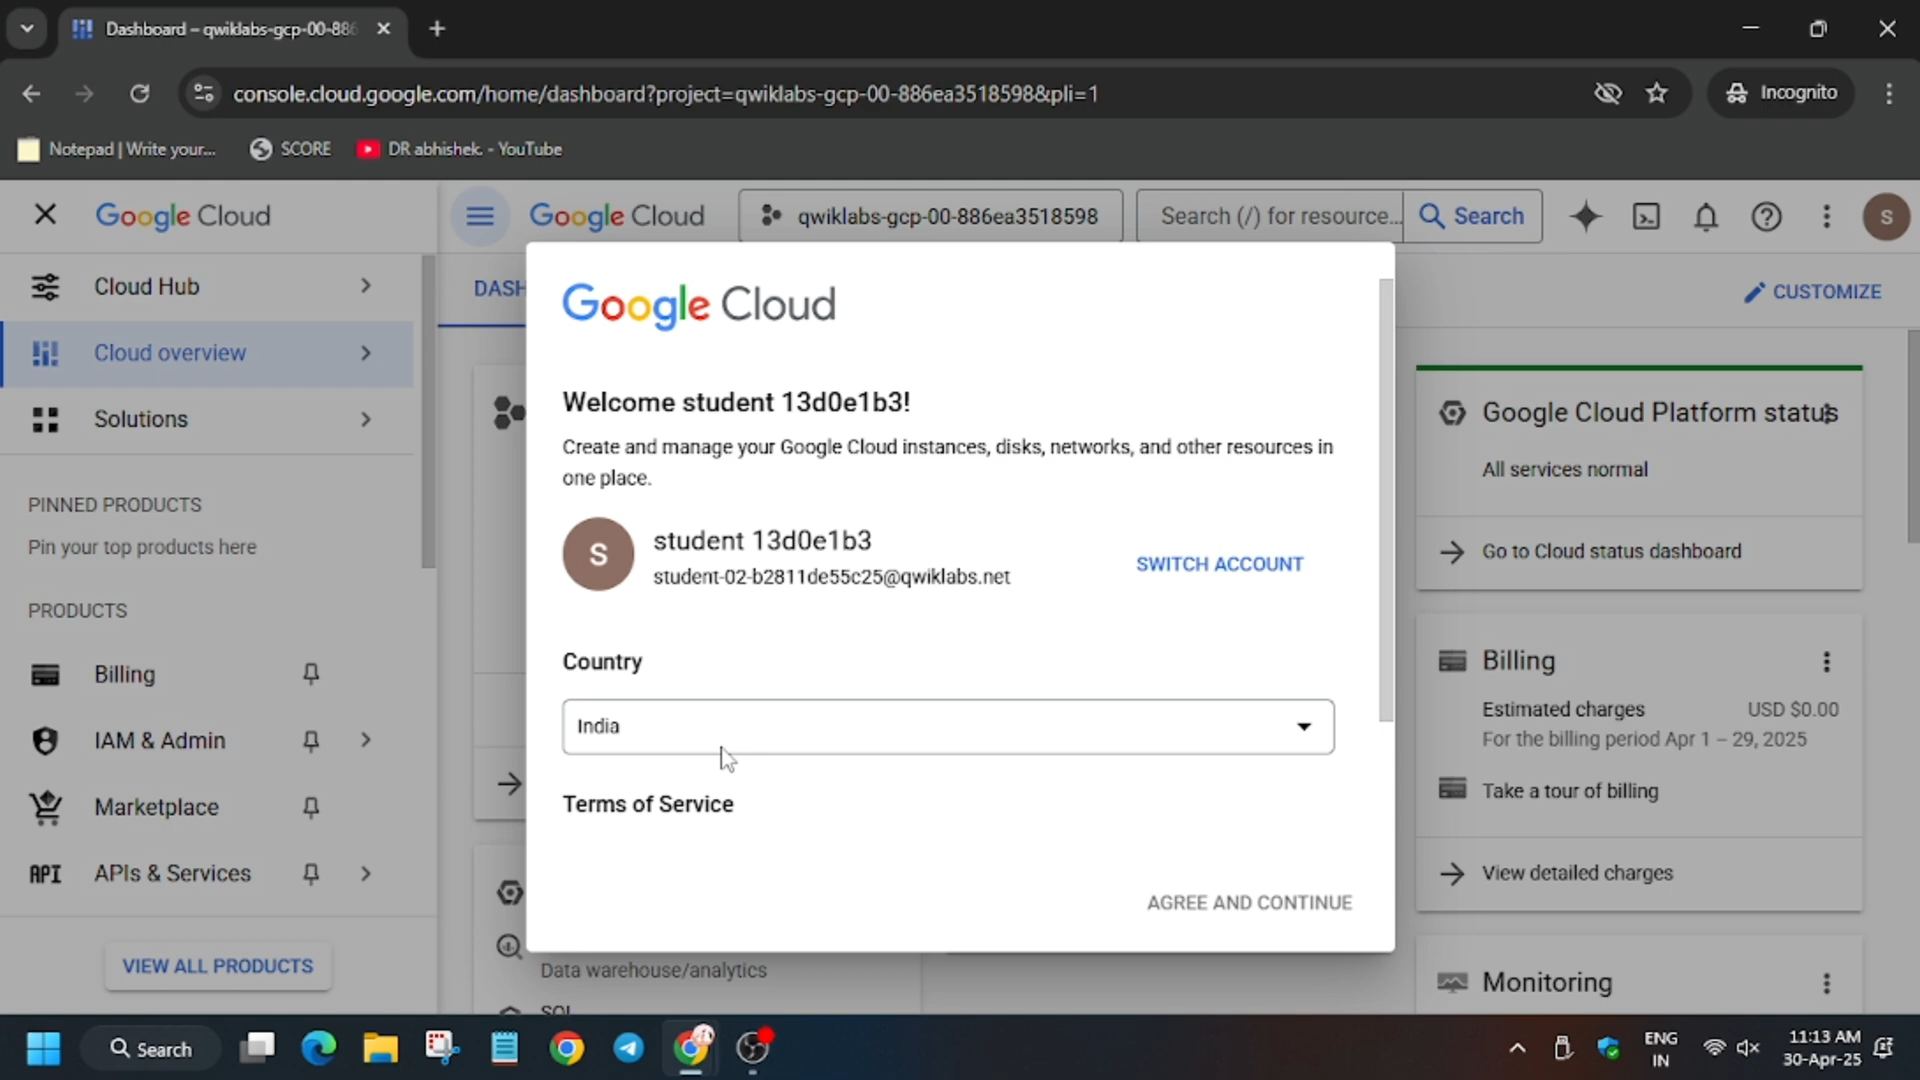 Dashboard – qwiklabs-gcp-00-886
console.cloud.google.com/home/dashboard?project=qwiklabs-gcp-00-886ea3518598&pli=1
Incognito
Notepad | Write your...
SCORE
DR abhishek. - YouTube
Google Cloud
Google Cloud
qwiklabs-gcp-00-886ea3518598
Search (/) for resource...
Search
S
Cloud Hub
Cloud overview
Solutions
PINNED PRODUCTS
Pin your top products here
PRODUCTS
Billing
IAM & Admin
Marketplace
API APIs & Services
VIEW ALL PRODUCTS
DASH
CUSTOMIZE
Google Cloud
Welcome student 13d0e1b3!
Create and manage your Google Cloud instances, disks, networks, and other resources in
one place.
S
student 13d0e1b3
student-02-b2811de55c25@qwiklabs.net
SWITCH ACCOUNT
Country
India
Terms of Service
AGREE AND CONTINUE
Data warehouse/analytics
SQL
Google Cloud Platform status
All services normal
Go to Cloud status dashboard
Billing
Estimated charges USD $0.00
For the billing period Apr 1 – 29, 2025
Take a tour of billing
View detailed charges
Monitoring
Search
ENG
IN
11:13 AM
30-Apr-25